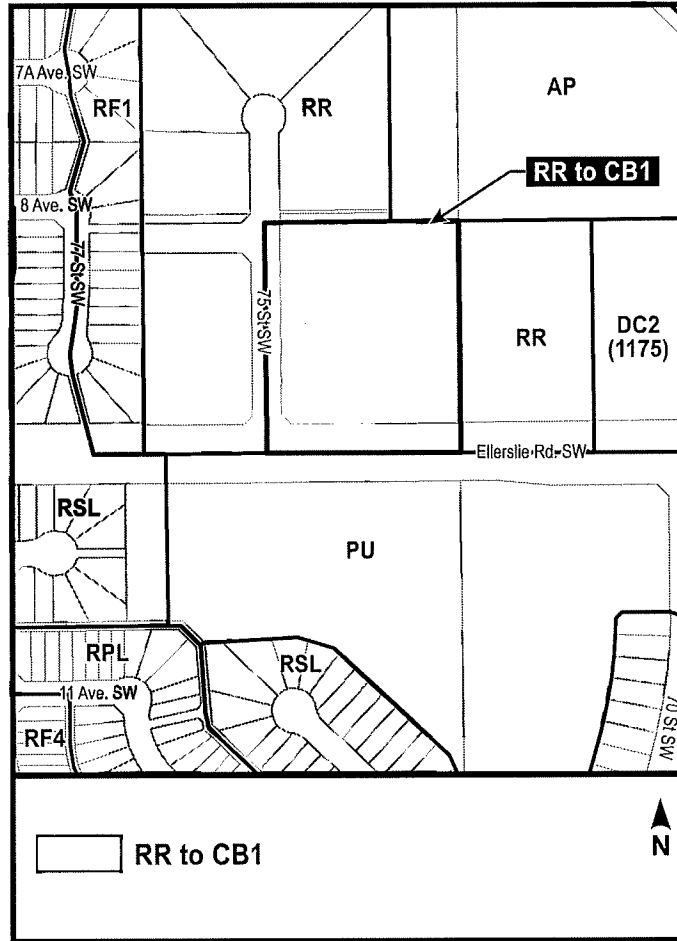 7A Ave. SW
RF1
RR
AP
RR to CB1
8 Ave. SW
77 St SW
75 St SW
RR
DC2
(1175)
Ellerslie Rd. SW
RSL
PU
RPL
RSL
11 Ave. SW
RF4
70 St SW
RR to CB1
N